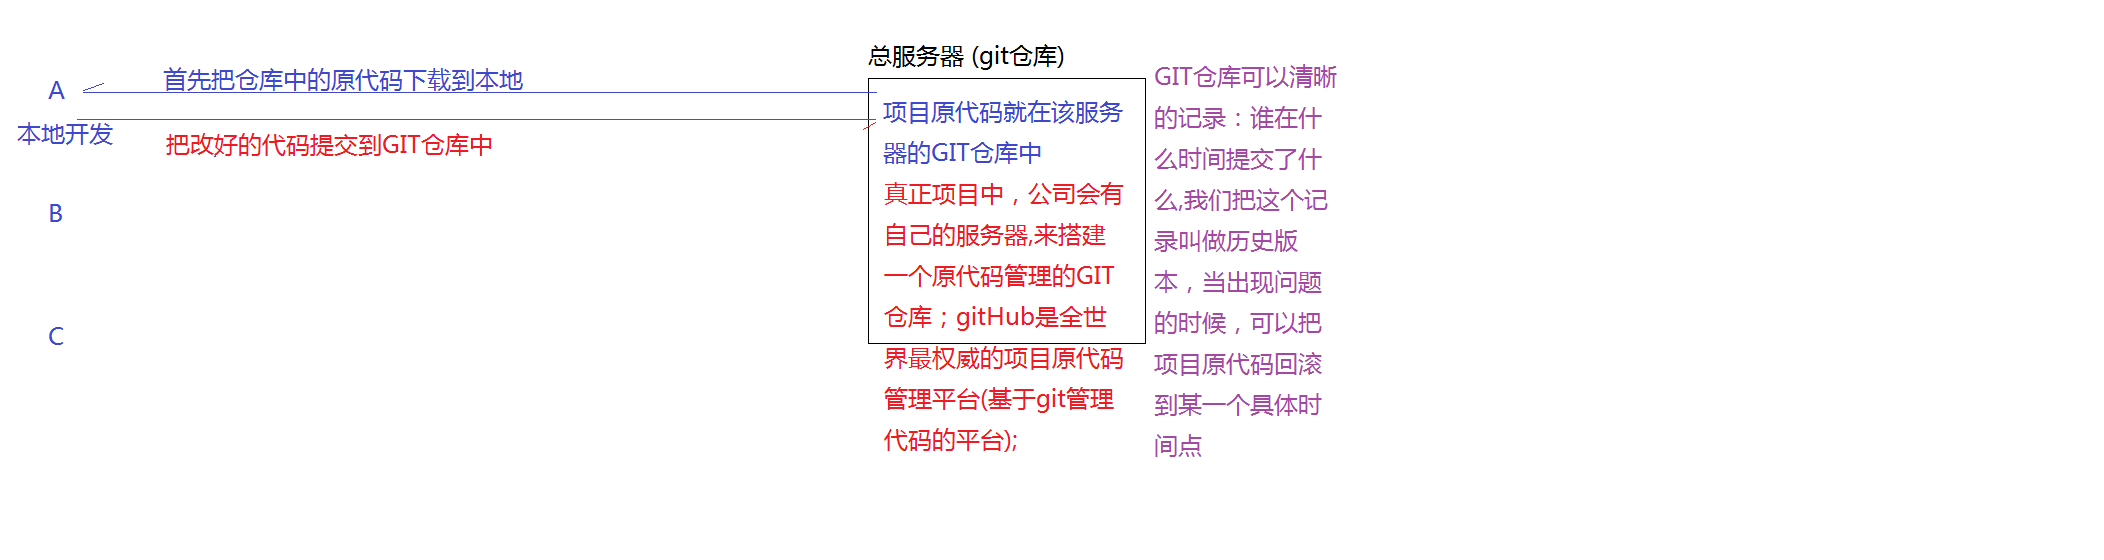 总服务器 (git仓库)
A
首先把仓库中的原代码下载到本地
本地开发
把改好的代码提交到GIT仓库中
B
C
项目原代码就在该服务
器的GIT仓库中
真正项目中，公司会有
自己的服务器,来搭建
一个原代码管理的GIT
仓库；gitHub是全世
界最权威的项目原代码
管理平台(基于git管理
代码的平台);
GIT仓库可以清晰
的记录：谁在什
么时间提交了什
么,我们把这个记
录叫做历史版
本，当出现问题
的时候，可以把
项目原代码回滚
到某一个具体时
间点